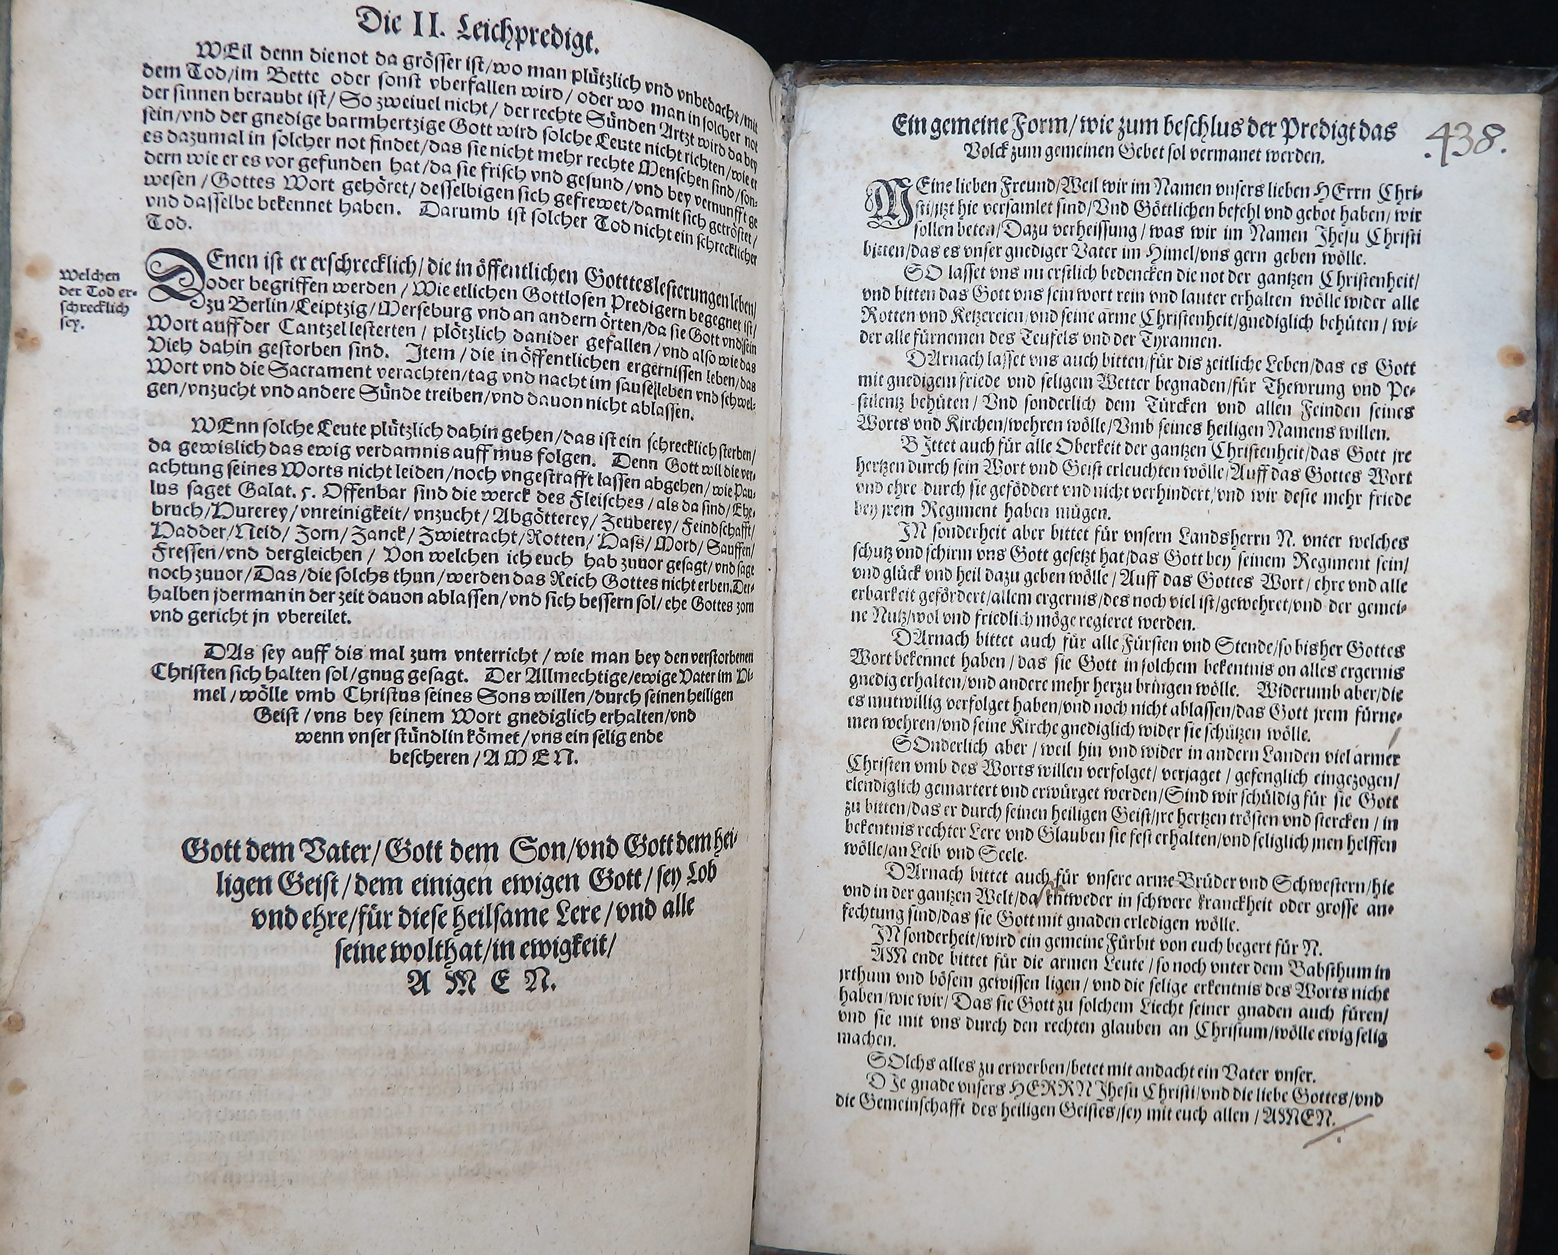 Die II. Leichpredigt.
WEil denn die not da grösser ist/wo man plützlich vnd vnbedacht/mit
dem Tod/im Bette oder sonst vberfallen wird/ oder wo man in solcher not
der sinnen beraubt ist/ So zweiuel nicht/ der rechte Sünden Artzt wird da bey
sein/vnd der gnedige barmhertzige Gott wird solche Leute nicht richten/wie er
es dazumal in solcher not findet/das sie nicht mehr rechte Menschen sind/son-
dern wie er es vor gefunden hat/da sie frisch vnd gesund/vnd bey vernunfft ge
wesen/Gottes Wort gehöret/desselbigen sich gefrewet/damit sich getröstet/
vnd dasselbe bekennet haben. Darumb ist solcher Tod nicht ein schrecklicher
Tod.
Welchen
der Tod er-
schrecklich
sey.
DEnen ist er erschrecklich/die in öffentlichen Gottteslesterungen leben/
oder begriffen werden/Wie etlichen Gottlosen Predigern begegnet ist/
zu Berlin/Leiptzig/Merseburg vnd an andern örten/da sie Gott vnd sein
Wort auff der Cantzel lesterten/ plötzlich danider gefallen/vnd also wie das
Vieh dahin gestorben sind. Item/die in öffentlichen ergernissen leben/das
Wort vnd die Sacrament verachten/tag vnd nacht im sause leben vnd schwel-
gen/vnzucht vnd andere Sünde treiben/vnd dauon nicht ablassen.
WEnn solche Leute plützlich dahin gehen/das ist ein schrecklich sterben/
da gewislich das ewig verdamnis auff mus folgen. Denn Gott wil die ver-
achtung seines Worts nicht leiden/noch vngestrafft lassen abgehen/wie Pau-
lus saget Galat. 5. Offenbar sind die werck des Fleisches/als da sind/Ehe-
bruch/Hurerey/vnreinigkeit/vnzucht/Abgötterey/Zeuberey/Feindschafft/
Hadder/Neid/Zorn/Zanck/Zwietracht/Rotten/Hass/Mord/Sauffen/
Fressen/vnd dergleichen/ Von welchen ich euch hab zuuor gesagt/vnd sage
noch zuuor/Das/die solchs thun/werden das Reich Gottes nicht erben. Der-
halben jderman in der zeit dauon ablassen/vnd sich bessern sol/ehe Gottes zorn
vnd gericht jn vbereilet.
DAs sey auff dis mal zum vnterricht/wie man bey den verstorbenen
Christen sich halten sol/gnug gesagt. Der Allmechtige/ewige Vater im Hi-
mel/wölle vmb Christus seines Sons willen/durch seinen heiligen
Geist/vns bey seinem Wort gnediglich erhalten/vnd
wenn vnser stündlin kömet/vns ein selig ende
bescheren/AMEN.
Gott dem Vater/Gott dem Son/vnd Gott dem hei-
ligen Geist/dem einigen ewigen Gott/sey Lob
vnd ehre/für diese heilsame Lere/vnd alle
seine wolthat/in ewigkeit/
AMEN.
Ein gemeine Form/wie zum beschlus der Predigt das
438.
Volck zum gemeinen Gebet sol vermanet werden.
MEine lieben Freund/Weil wir im Namen vnsers lieben HErrn Chri-
sti/itzt hie versamlet sind/Vnd Göttlichen befehl vnd gebot haben/wir
sollen beten/Dazu verheissung/was wir im Namen Jhesu Christi
bitten/das es vnser gnediger Vater im Himel/vns gern geben wölle.
SO lasset vns nu erstlich bedencken die not der gantzen Christenheit/
vnd bitten das Gott vns sein wort rein vnd lauter erhalten wölle wider alle
Rotten vnd Ketzereien/vnd seine arme Christenheit/gnediglich behüten/wi-
der alle fürnemen des Teufels vnd der Tyrannen.
DArnach lasset vns auch bitten/für dis zeitliche Leben/das es Gott
mit gnedigem friede vnd seligem Wetter begnaden/für Thewrung vnd Pe-
stilentz behüten/Vnd sonderlich dem Türcken vnd allen Feinden seines
Worts vnd Kirchen/wehren wölle/Vmb seines heiligen Namens willen.
BIttet auch für alle Oberkeit der gantzen Christenheit/das Gott jre
hertzen durch sein Wort vnd Geist erleuchten wölle/Auff das Gottes Wort
vnd ehre durch sie geföddert vnd nicht verhindert/vnd wir deste mehr friede
bey jrem Regiment haben mügen.
IN sonderheit aber bittet für vnsern Landsherrn N. vnter welches
schutz vnd schirm vns Gott gesetzt hat/das Gott bey seinem Regiment sein/
vnd glück vnd heil dazu geben wölle/Auff das Gottes Wort/ehre vnd alle
erbarkeit gefördert/allem ergernis/des noch viel ist/gewehret/vnd der gemei-
ne Nutz/wol vnd friedlich möge regieret werden.
DArnach bittet auch für alle Fürsten vnd Stende/so bisher Gottes
Wort bekennet haben/das sie Gott in solchem bekentnis on alles ergernis
gnedig erhalten/vnd andere mehr herzu bringen wölle. Widerumb aber/die
es mutwillig verfolget haben/vnd noch nicht ablassen/das Gott jrem fürne-
men wehren/vnd seine Kirche gnediglich wider sie schützen wölle.
SOnderlich aber/weil hin vnd wider in andern Landen viel armer
Christen vmb des Worts willen verfolget/verjaget/gefenglich eingezogen/
elendiglich gemartert vnd erwürget werden/Sind wir schüldig für sie Gott
zu bitten/das er durch seinen heiligen Geist/jre hertzen trösten vnd stercken/in
bekentnis rechter Lere vnd Glauben sie fest erhalten/vnd seliglich jnen helffen
wölle/an Leib vnd Seele.
DArnach bittet auch für vnsere arme Brüder vnd Schwestern/hie
vnd in der gantzen Welt/da entweder in schwere kranckheit oder grosse an-
fechtung sind/das sie Gott mit gnaden erledigen wölle.
IN sonderheit/wird ein gemeine Fürbit von euch begert für N.
AM ende bittet für die armen Leute/so noch vnter dem Babsthum in
jrthum vnd bösem gewissen ligen/vnd die selige erkentnis des Worts nicht
haben/wie wir/Das sie Gott zu solchem Liecht seiner gnaden auch füren/
vnd sie mit vns durch den rechten glauben an Christum/wölle ewig selig
machen.
SOlchs alles zu erwerben/betet mit andacht ein Vater vnser.
DIe gnade vnsers HERRN Jhesu Christi/vnd die liebe Gottes/vnd
die Gemeinschafft des heiligen Geistes/sey mit euch allen/AMEN.